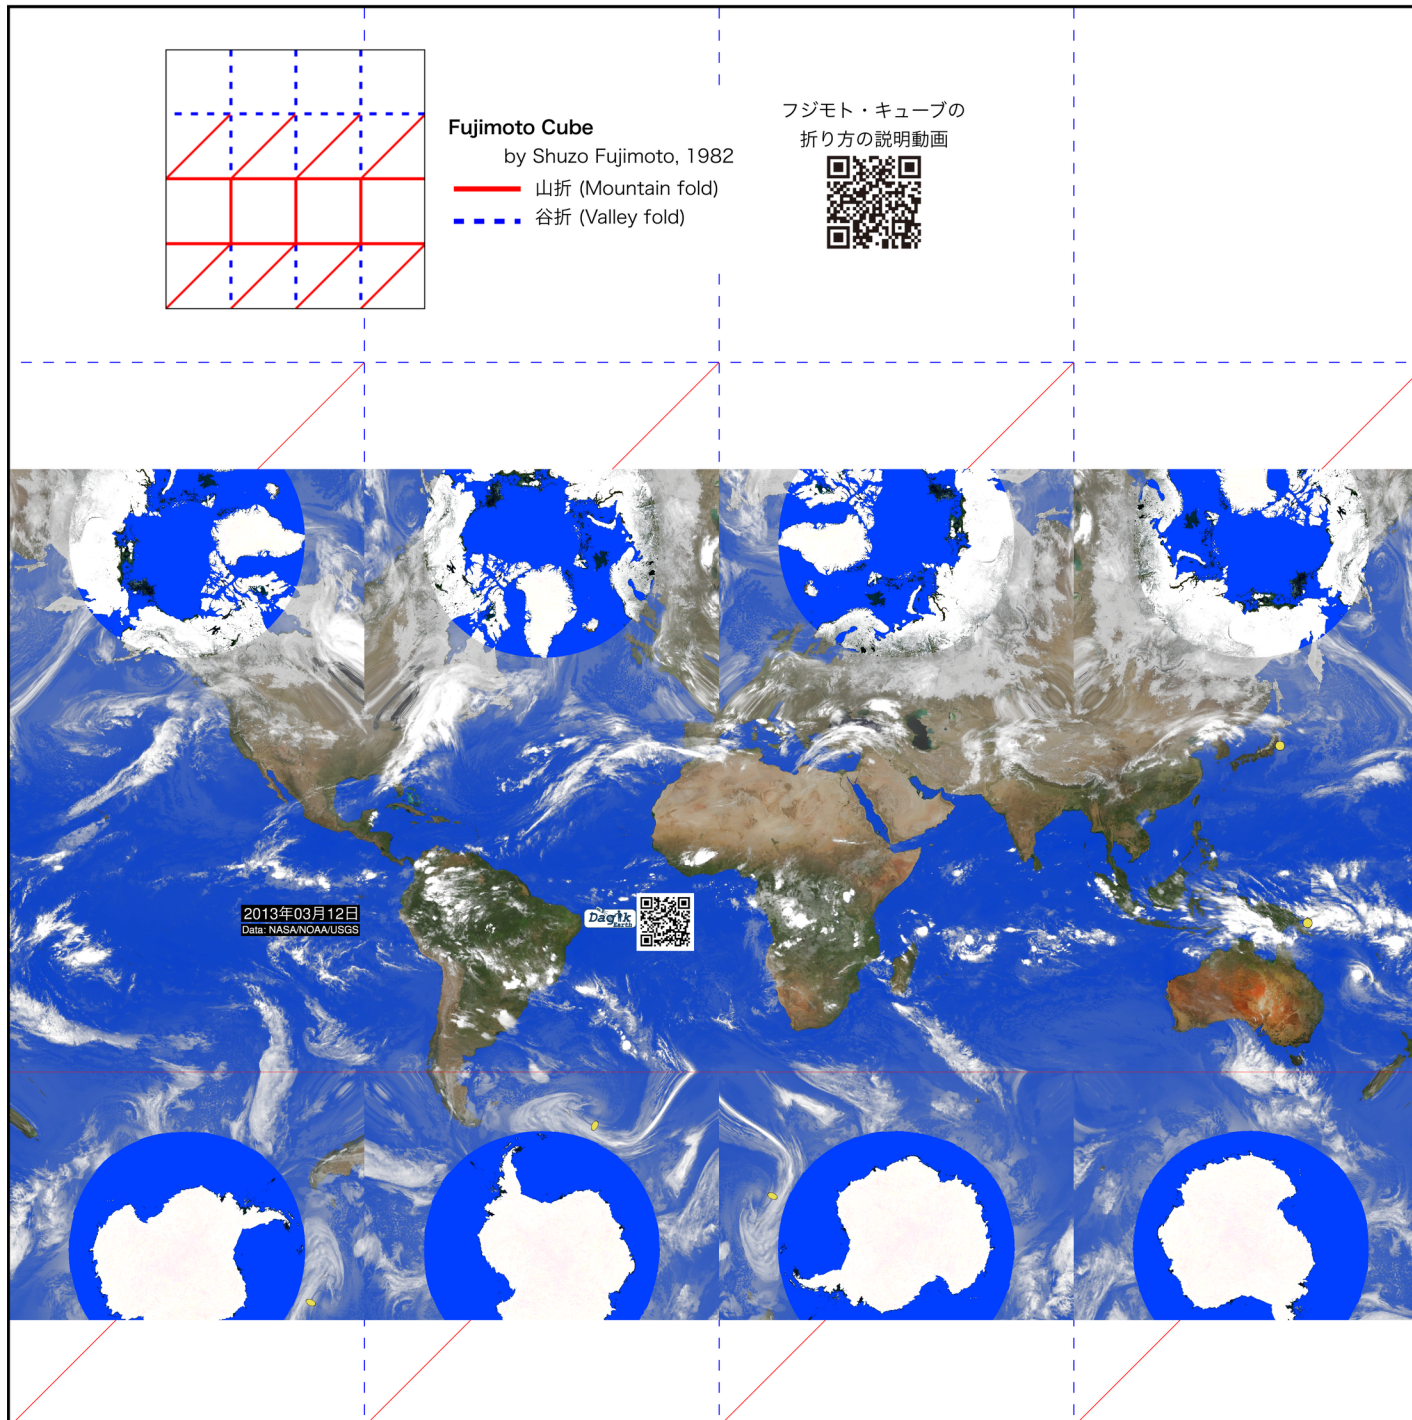 Fujimoto Cube
by Shuzo Fujimoto, 1982
山折 (Mountain fold)
谷折 (Valley fold)
フジモト・キューブの
折り方の説明動画
2013年03月12日
Data: NASA/NOAA/USGS
Dagik
Earth